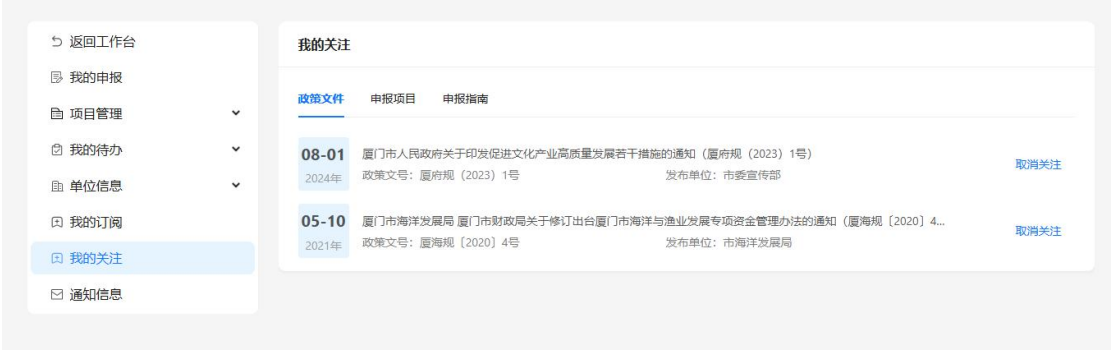 返回工作台
我的申报
项目管理
我的待办
单位信息
我的订阅
我的关注
通知信息
我的关注
政策文件 申报项目 申报指南
08-01
2024年
厦门市人民政府关于印发促进文化产业高质量发展若干措施的通知（厦府规（2023）1号）
政策文号：厦府规（2023）1号 发布单位：市委宣传部
取消关注
05-10
2021年
厦门市海洋发展局 厦门市财政局关于修订出台厦门市海洋与渔业发展专项资金管理办法的通知（厦海规〔2020〕4...
政策文号：厦海规〔2020〕4号 发布单位：市海洋发展局
取消关注